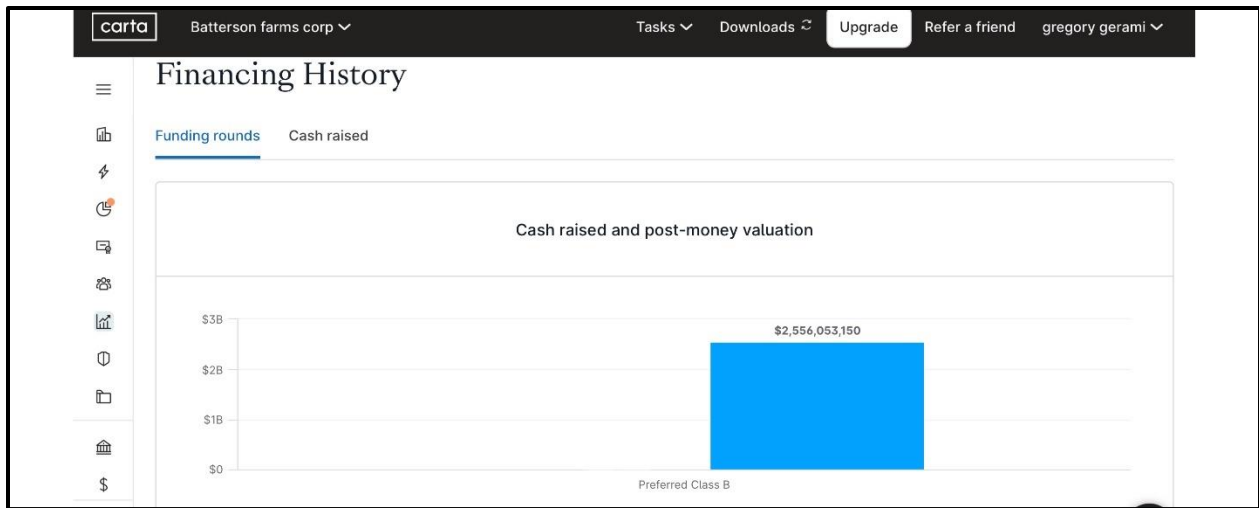 carta Batterson farms corp Tasks Downloads Upgrade Refer a friend gregory gerami
Financing History
Funding rounds Cash raised
Cash raised and post-money valuation
$3B
$2,556,053,150
$2B
$1B
$0
Preferred Class B
$